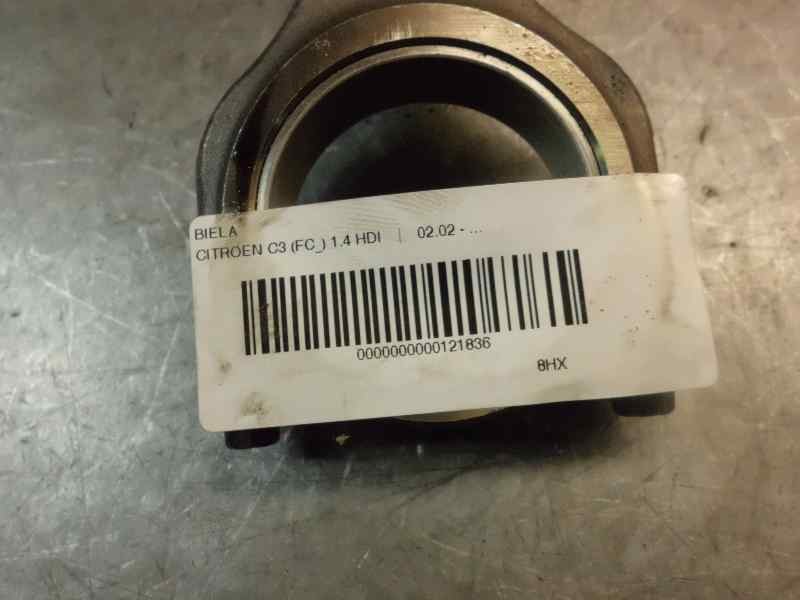 BIELA
CITROEN C3 (FC_) 1.4 HDI | 02.02 - ...
0000000000121836
8HX